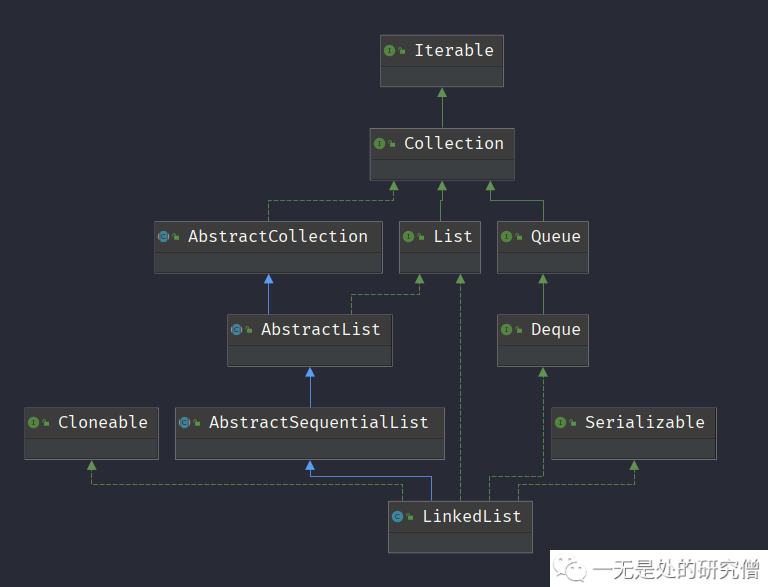 Iterable
Collection
AbstractCollection
List
Queue
AbstractList
Deque
Cloneable
AbstractSequentialList
Serializable
LinkedList
一无是处的研究僧